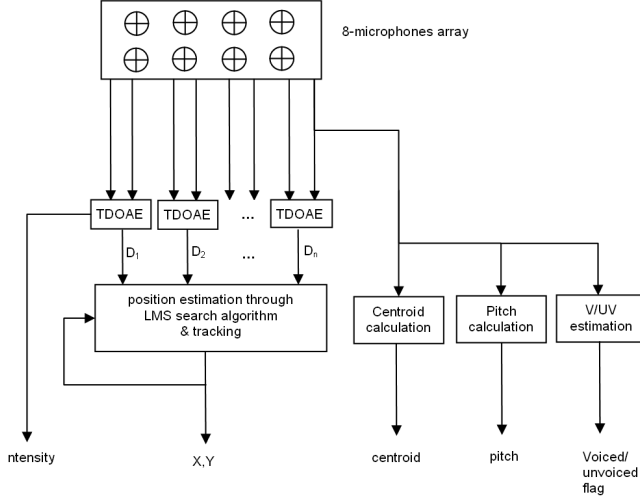 8-microphones array
TDOAE TDOAE ... TDOAE
D1 D2 ... Dn
position estimation through
LMS search algorithm
& tracking
Centroid
calculation
Pitch
calculation
V/UV
estimation
ntensity
X,Y
centroid
pitch
Voiced/
unvoiced
flag